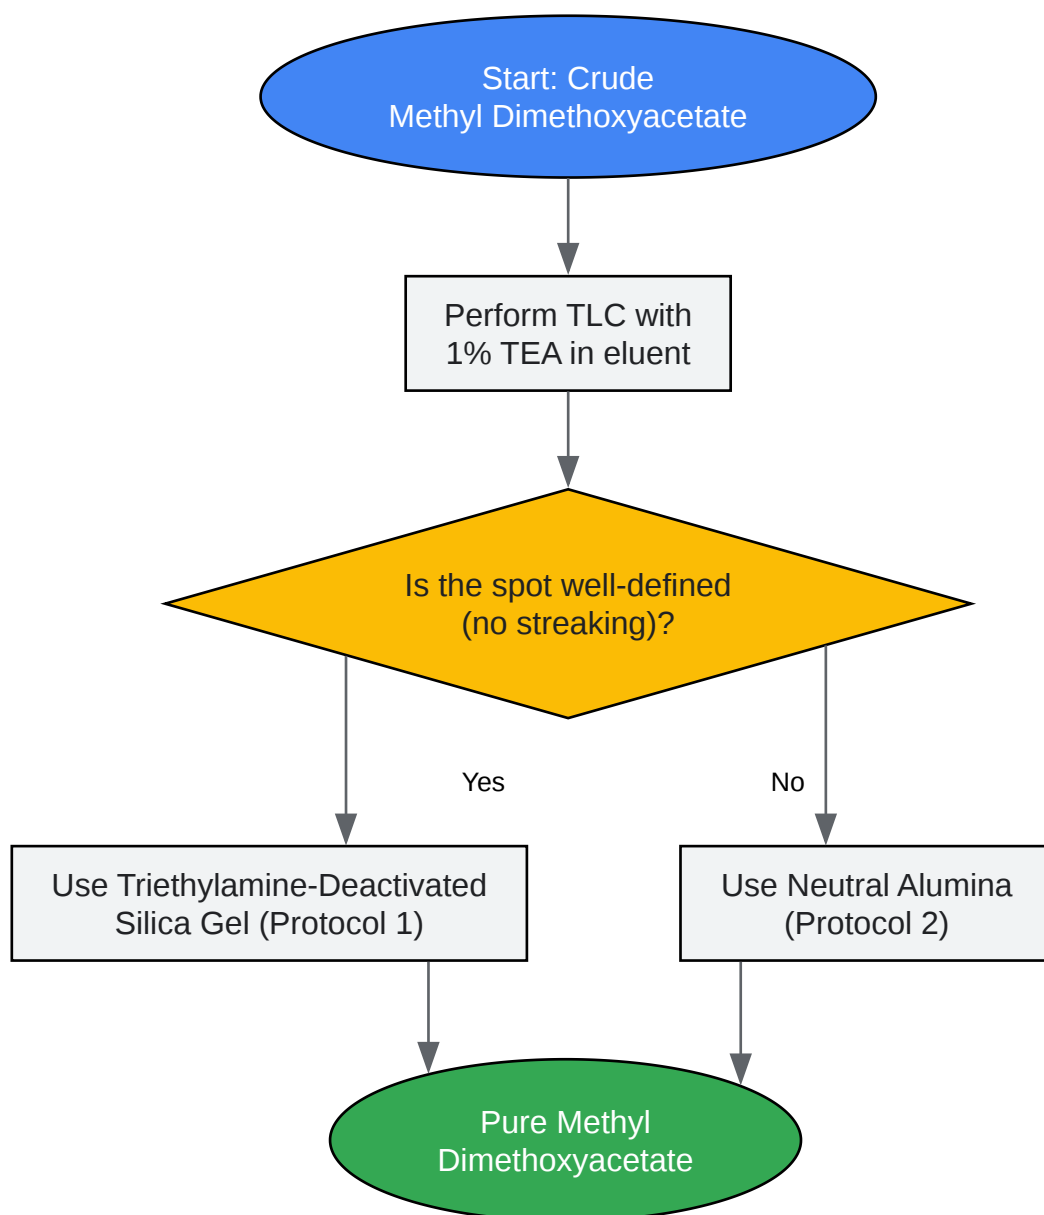 Start: Crude
Methyl Dimethoxyacetate
Perform TLC with
1% TEA in eluent
Is the spot well-defined
(no streaking)?
Yes
No
Use Triethylamine-Deactivated
Silica Gel (Protocol 1)
Use Neutral Alumina
(Protocol 2)
Pure Methyl
Dimethoxyacetate